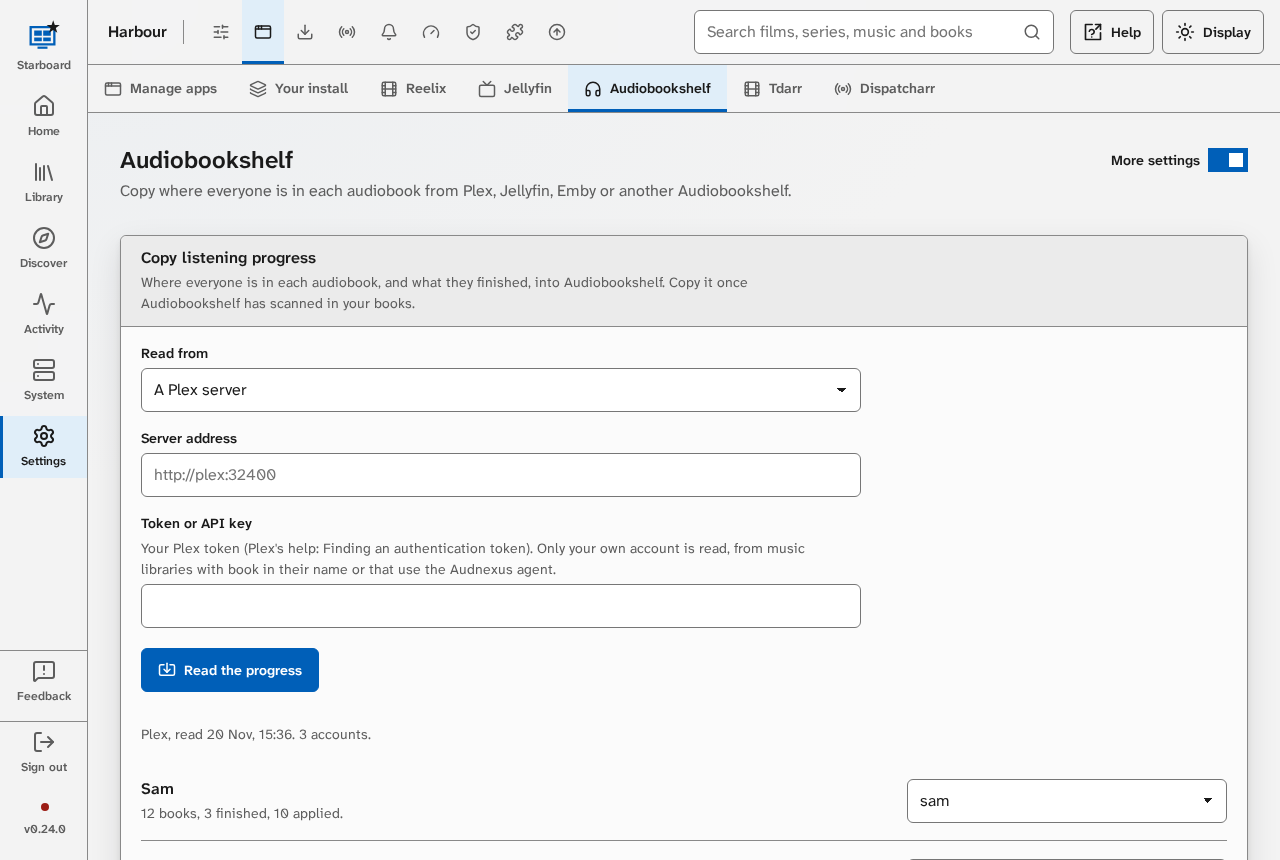 Starboard
Home
Library
Discover
Activity
System
Settings
Feedback
Sign out
v0.24.0
Harbour
Search films, series, music and books
Help
Display
Manage apps
Your install
Reelix
Jellyfin
Audiobookshelf
Tdarr
Dispatcharr
Audiobookshelf
More settings
Copy where everyone is in each audiobook from Plex, Jellyfin, Emby or another Audiobookshelf.
Copy listening progress
Where everyone is in each audiobook, and what they finished, into Audiobookshelf. Copy it once
Audiobookshelf has scanned in your books.
Read from
A Plex server
Server address
http://plex:32400
Token or API key
Your Plex token (Plex's help: Finding an authentication token). Only your own account is read, from music
libraries with book in their name or that use the Audnexus agent.
Read the progress
Plex, read 20 Nov, 15:36. 3 accounts.
Sam
12 books, 3 finished, 10 applied.
sam